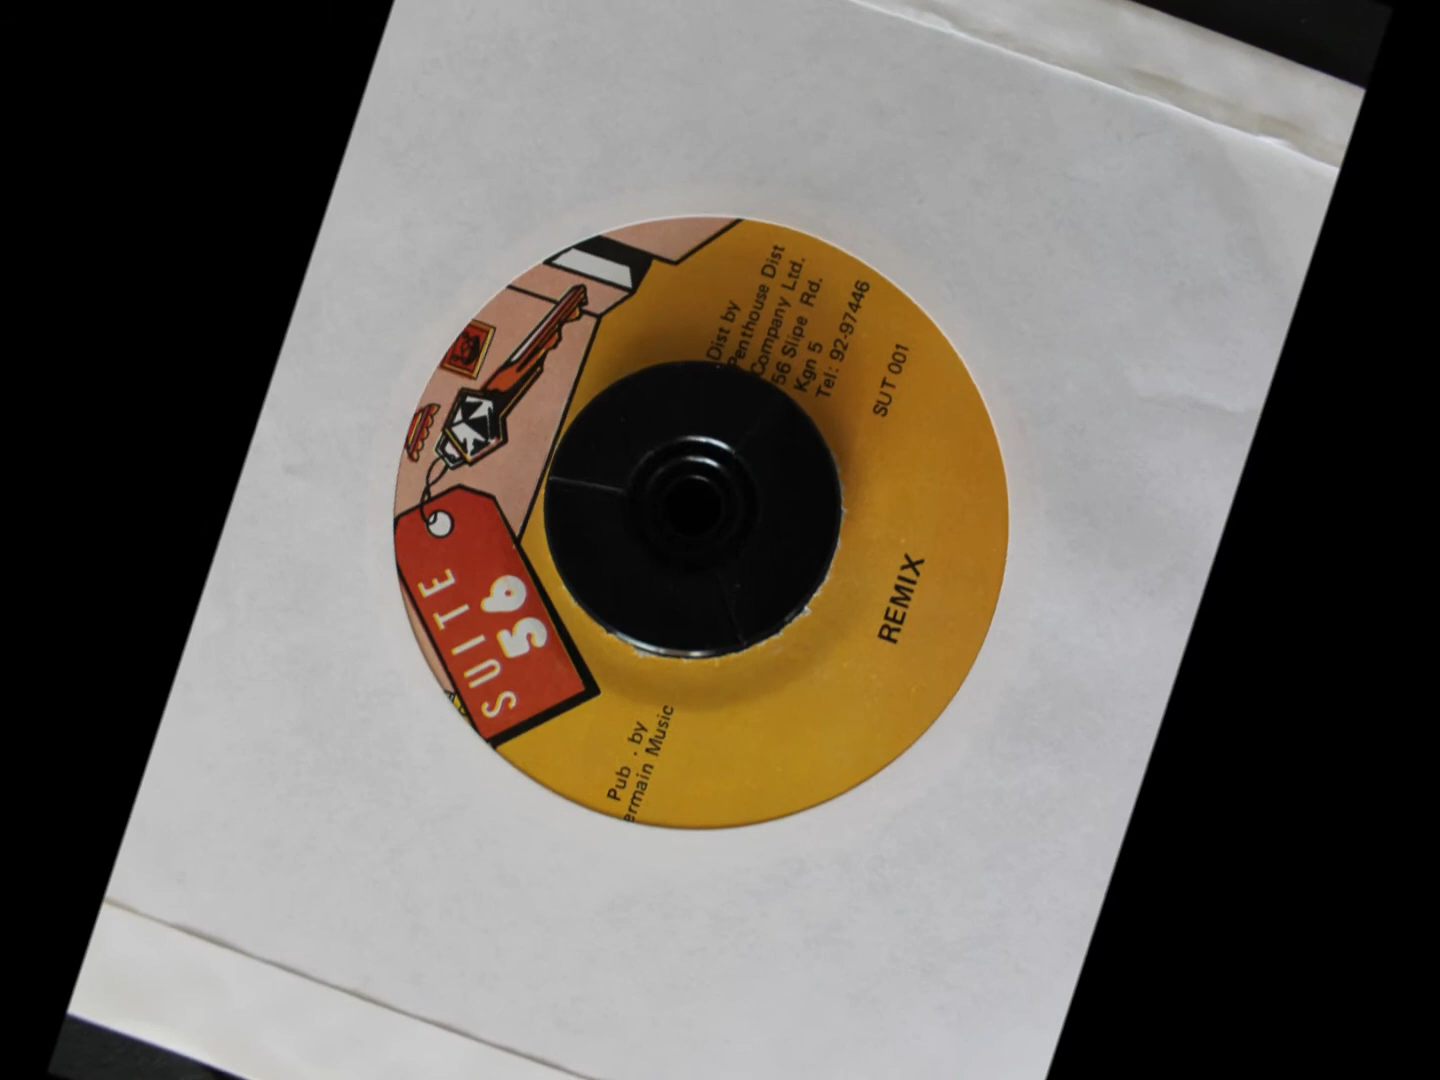 SUITE
56
Pub . by
ermain Music
Dist by
Penthouse Dist
Company Ltd.
56 Slipe Rd.
Kgn 5
Tel: 92-97446
SUT 001
REMIX